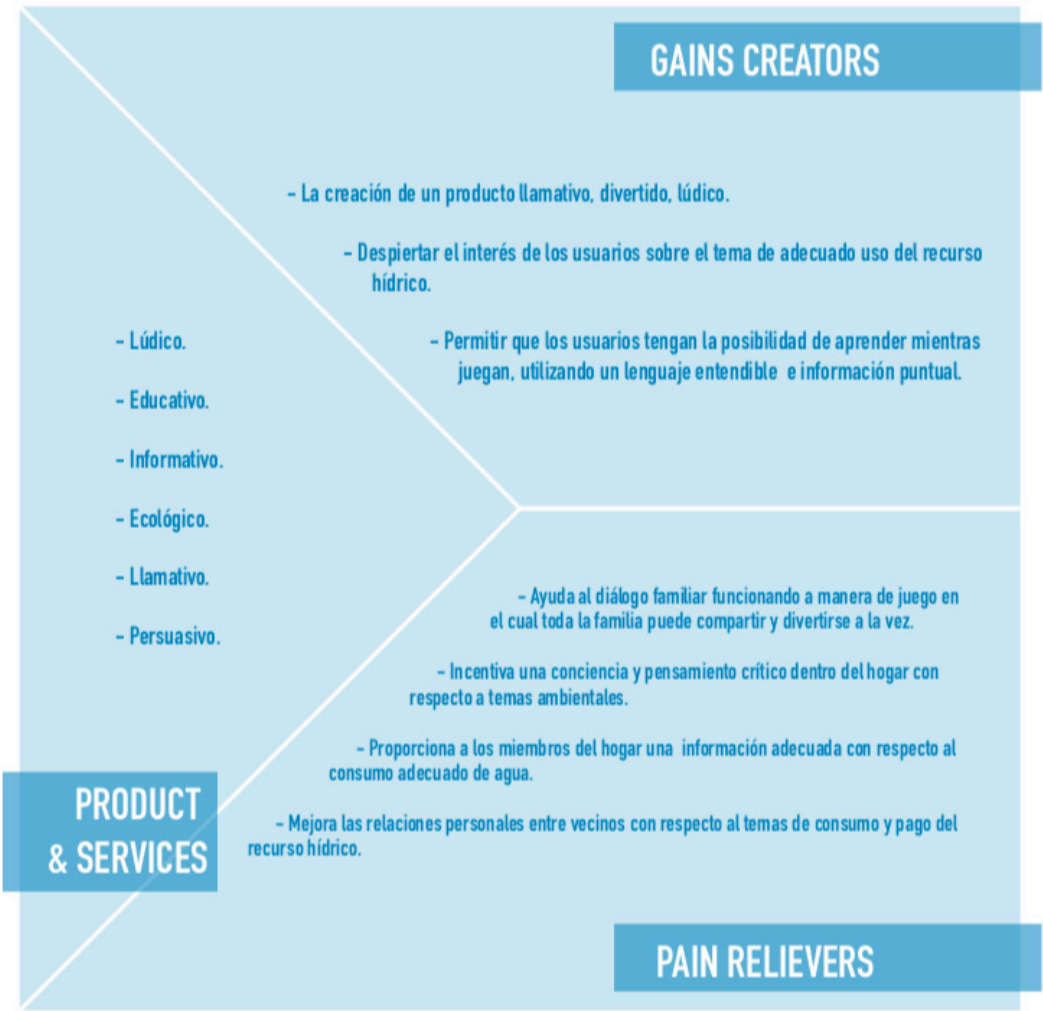 GAINS CREATORS
– La creación de un producto llamativo, divertido, lúdico.
– Despiertar el interés de los usuarios sobre el tema de adecuado uso del recurso
hídrico.
– Permitir que los usuarios tengan la posibilidad de aprender mientras
juegan, utilizando un lenguaje entendible e información puntual.
– Lúdico.
– Educativo.
– Informativo.
– Ecológico.
– Llamativo.
– Persuasivo.
PRODUCT
& SERVICES
– Ayuda al diálogo familiar funcionando a manera de juego en
el cual toda la familia puede compartir y divertirse a la vez.
– Incentiva una conciencia y pensamiento crítico dentro del hogar con
respecto a temas ambientales.
– Proporciona a los miembros del hogar una información adecuada con respecto al
consumo adecuado de agua.
– Mejora las relaciones personales entre vecinos con respecto al temas de consumo y pago del
recurso hídrico.
PAIN RELIEVERS